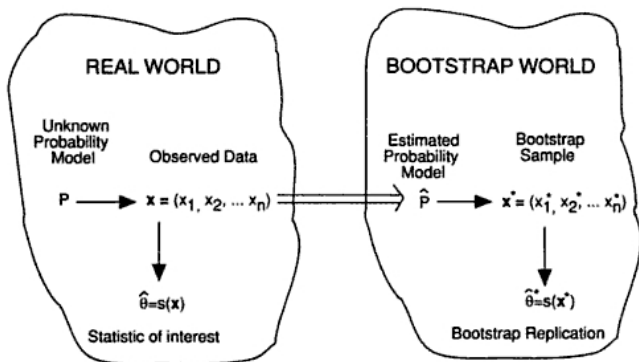 REAL WORLD
Unknown
Probability
Model
Observed Data
P
x = (x₁, x₂, ... xₙ)
θ̂=s(x)
Statistic of interest
BOOTSTRAP WORLD
Estimated
Probability
Model
Bootstrap
Sample
P̂
x*= (x₁*, x₂*, ... xₙ*)
θ̂*=s(x*)
Bootstrap Replication